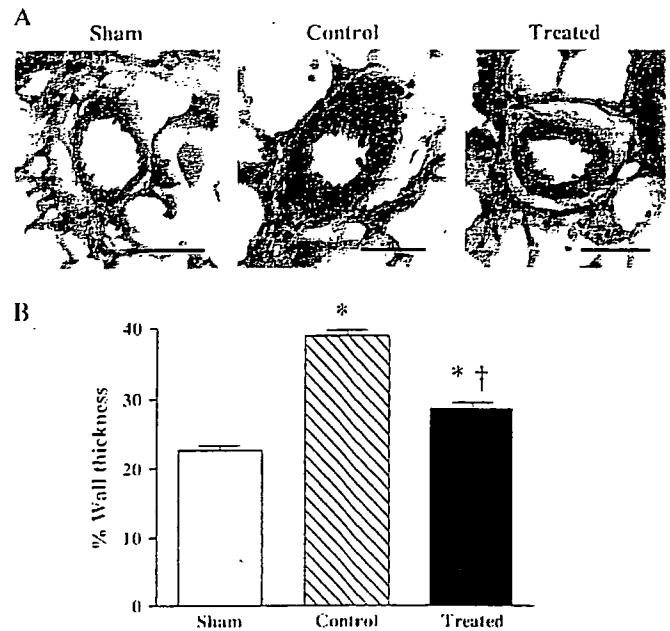 A
Sham Control Treated
B
% Wall thickness
40
30
20
10
0
*
* †
Sham Control Treated